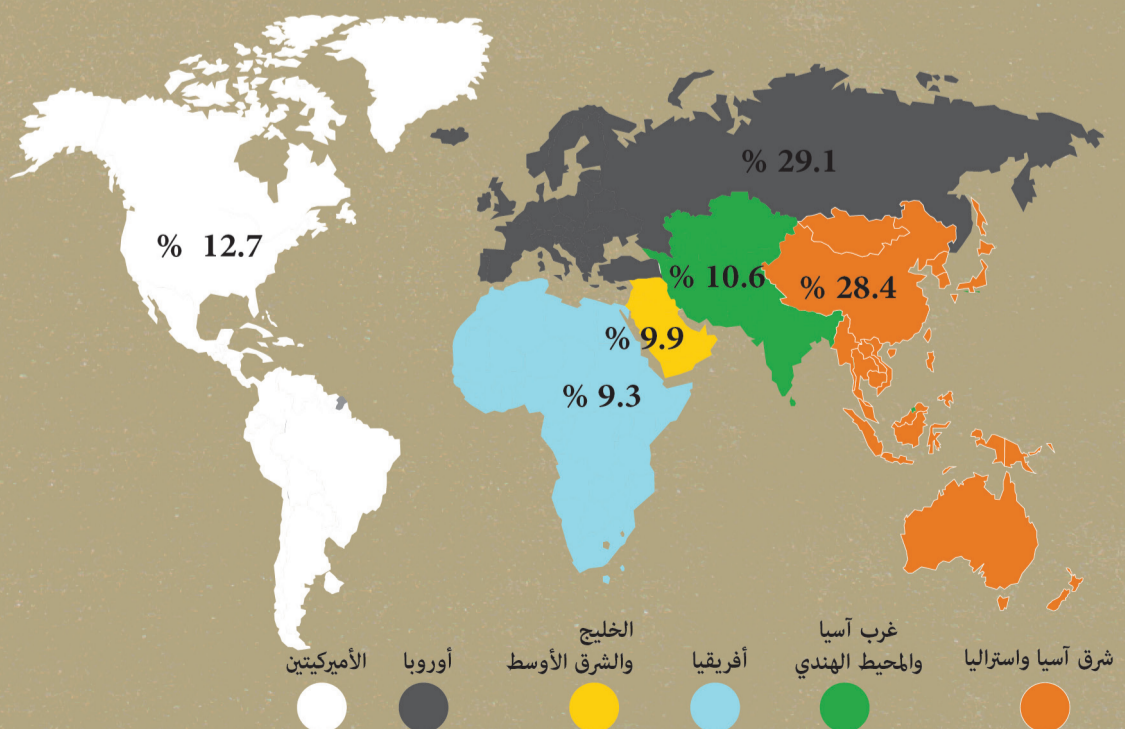 % 29.1
% 12.7
% 10.6
% 28.4
% 9.9
% 9.3
شرق آسيا واستراليا
غرب آسيا
والمحيط الهندي
أفريقيا
الخليج
والشرق الأوسط
أوروبا
الأميركيتين